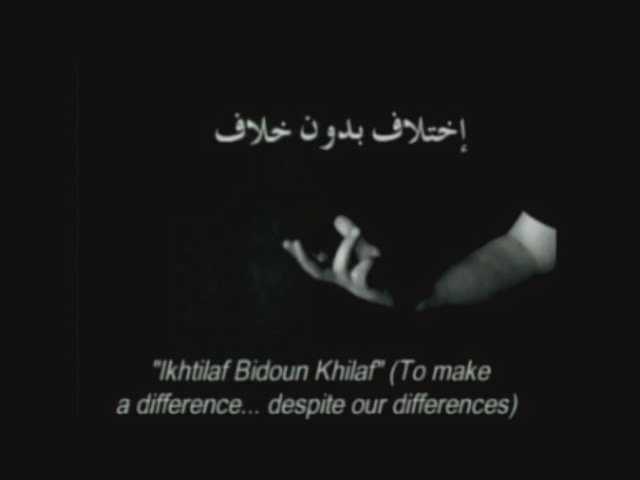 إختلاف بدون خلاف
"Ikhtilaf Bidoun Khilaf" (To make
a difference... despite our differences)